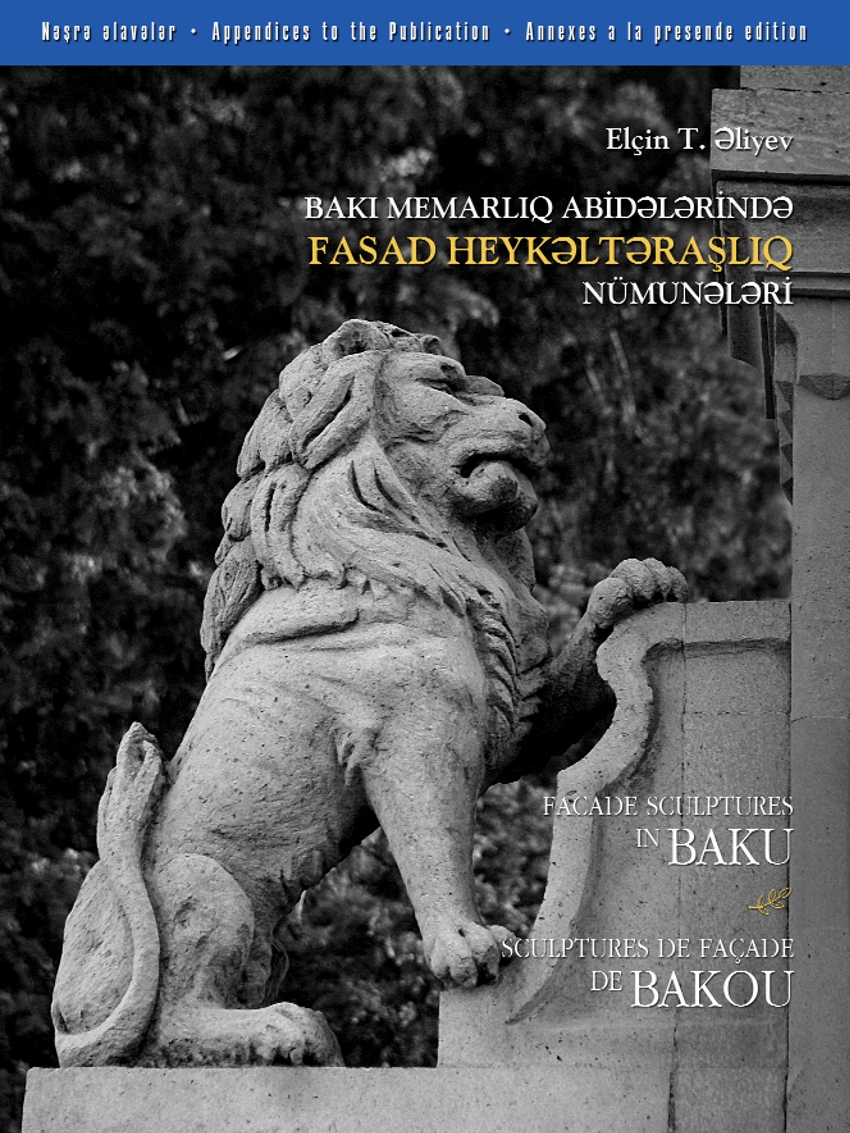 Nəşrə əlavələr • Appendices to the Publication • Annexes a la presende edition
Elçin T. Əliyev
BAKI MEMARLIQ ABİDƏLƏRİNDƏ
FASAD HEYKƏLTƏRAŞLIQ
NÜMUNƏLƏRİ
FAÇADE SCULPTURES
IN BAKU
SCULPTURES DE FAÇADE
DE BAKOU